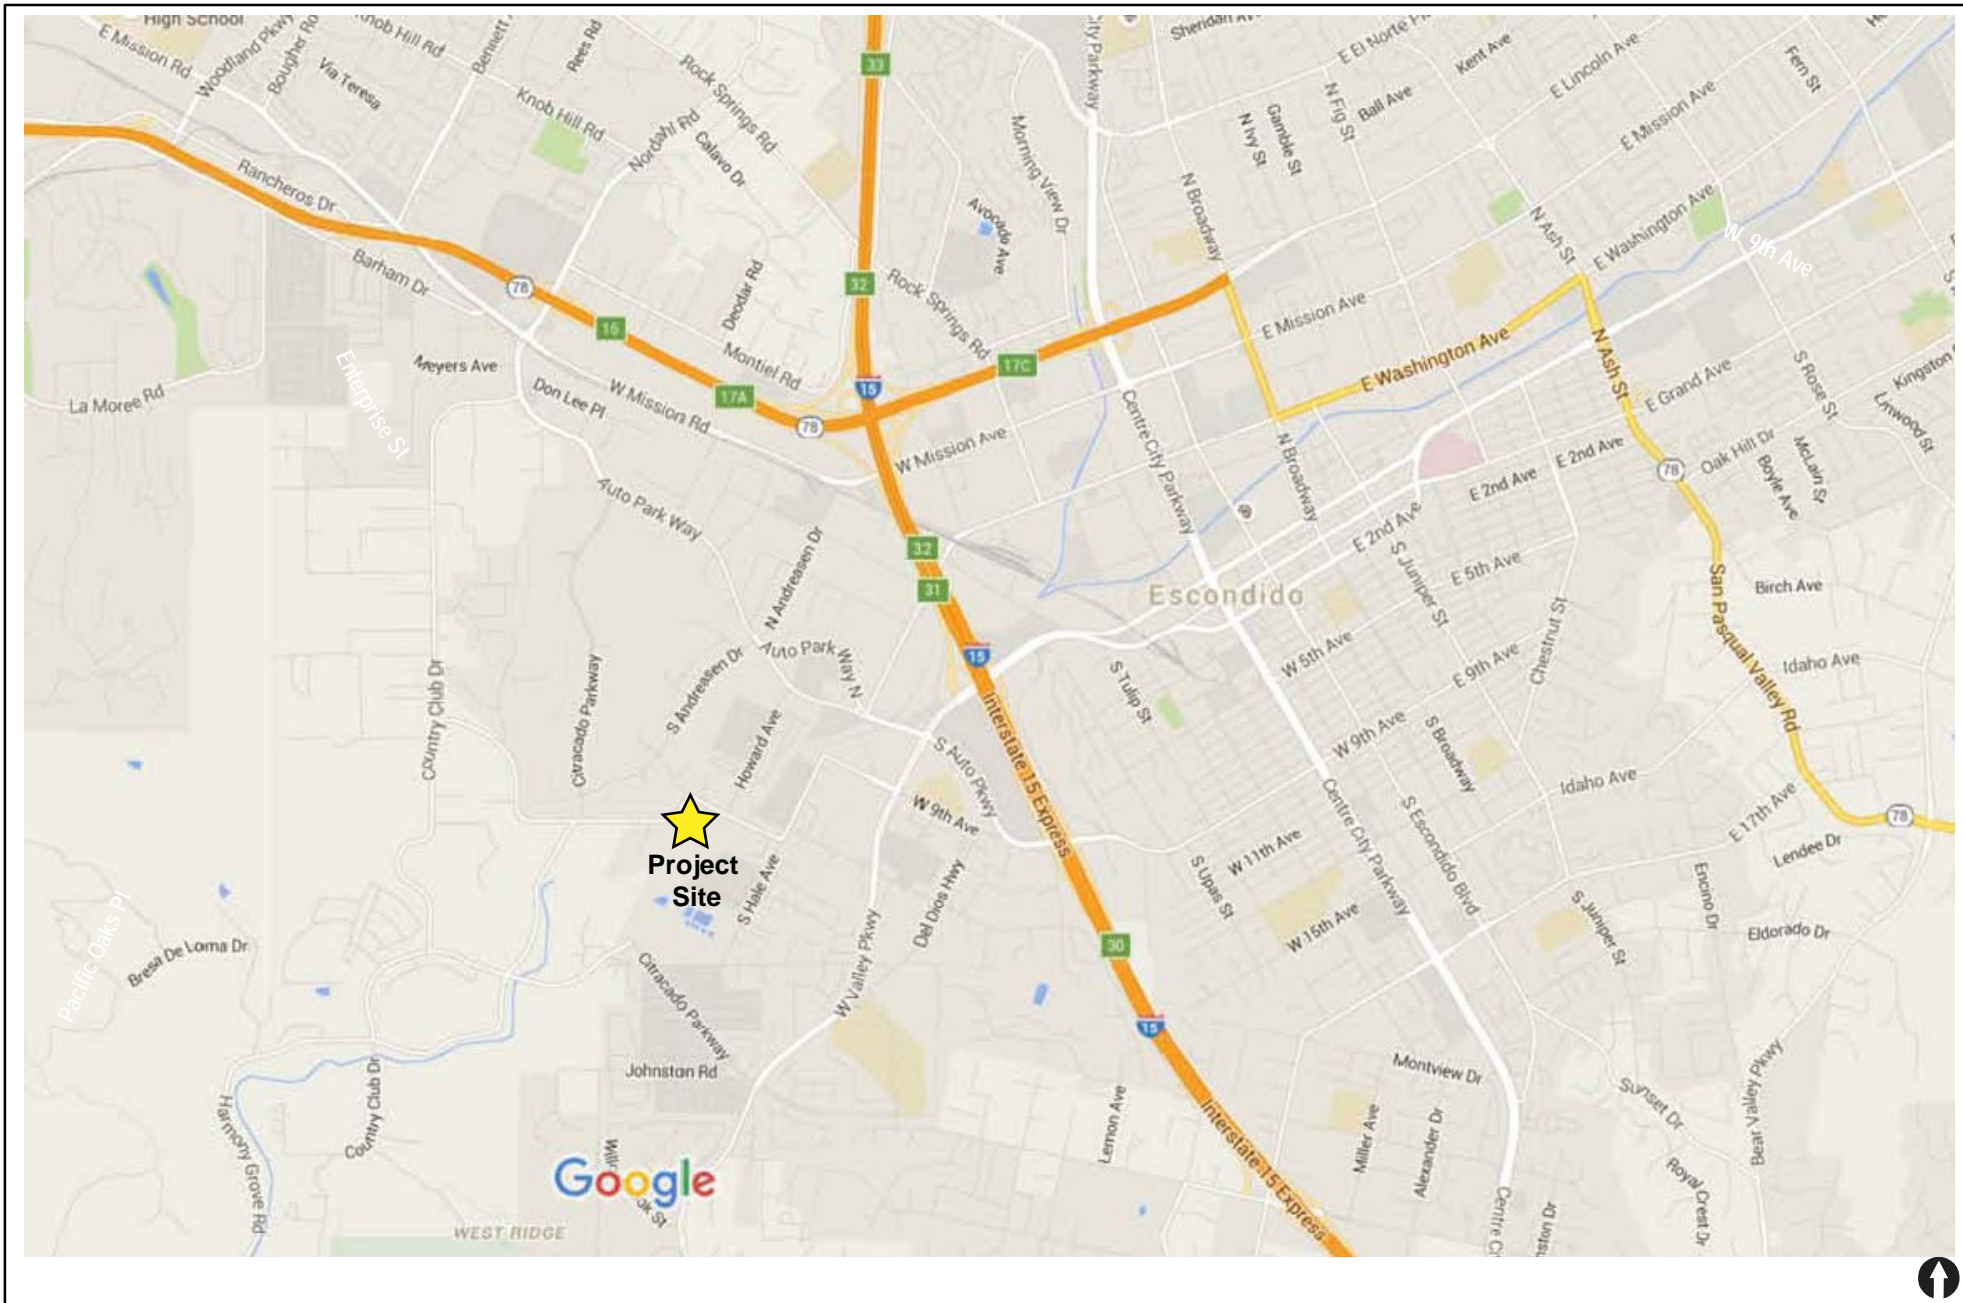 High School
E Mission Rd
Woodland Pkwy
Bougher Ro
Knob Hill Rd
Via Teresa
Bennett
Rees Rd
Knob Hill Rd
Rock Springs Rd
Nordahl Rd
Calavo Dr
33
Morning View Dr
City Parkway
Sheridan Av
E El Norte P
Kent Ave
Ball Ave
N Fig St
Gamble St
N Ivy St
E Lincoln Ave
E Mission Ave
Fern St
N Broadway
Rancheros Dr
Barham Dr
78
Avocado Ave
32
Rock Springs Rd
Deodar Rd
N Ash St
E Washington Ave
W. 9th Ave
16
Montiel Rd
17A
78
15
17C
E Mission Ave
E Washington Ave
N Ash St
E Grand Ave
S Rose St
Kingston
Linwood St
La Moree Rd
Enterprise St
Meyers Ave
Don Lee Pl
W Mission Rd
W Mission Ave
Centre City Parkway
N Broadway
E 2nd Ave
E 2nd Ave
78
Oak Hill Dr
Boyle Ave
McLain St
Auto Park Way
N Andreasen Dr
32
31
E 2nd Ave
S Juniper St
E 5th Ave
Escondido
San Pasqual Valley Rd
Birch Ave
Idaho Ave
Country Club Dr
Citracado Parkway
S Andreasen Dr
Auto Park
Way N
15
Interstate 15 Express
S Tulip St
W 5th Ave
E 9th Ave
Chestnut St
Howard Ave
S Auto Pkwy
W 9th Ave
S Broadway
Idaho Ave
W 9th Ave
Centre City Parkway
S Escondido Blvd
E 17th Ave
78
Lendee Dr
Project
Site
S Hale Ave
Del Dios Hwy
W Valley Pkwy
S Upas St
W 11th Ave
W 15th Ave
S Juniper St
Encino Dr
Eldorado Dr
Pacific Oaks Pl
Bresa De Loma Dr
Citracado Parkway
30
15
Johnston Rd
Harmony Grove Rd
Country Club Dr
Lemon Ave
Interstate 15 Express
Montview Dr
Miller Ave
Alexander Dr
Sunset Dr
Bear Valley Pkwy
Royal Crest Dr
Google
ok St
WEST RIDGE
Centre C
ston Dr